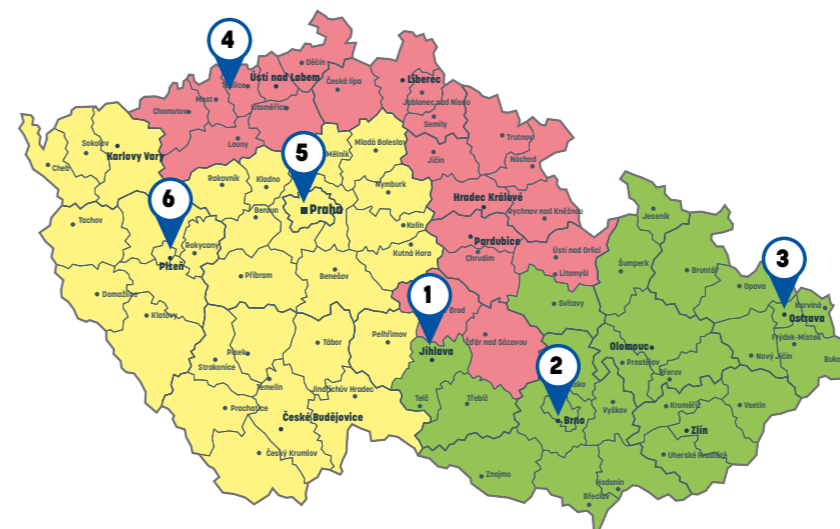 4
Děčín
Ústí nad Labem
Liberec
Most
Česká lípa
Jablonec nad Nisou
Chomutov
Litoměřice
Semily
Trutnov
Louny
5
Mladá Boleslav
Sokolov
Karlovy Vary
Mělník
Jičín
Náchod
Cheb
6
Rakovník
Kladno
Nymburk
Hradec Králové
Beroun
Praha
Rychnov nad Kněžnou
Jeseník
Tachov
Kolín
Pardubice
Rokycany
Kutná Hora
Chrudim
Ústí nad Orlicí
Plzeň
3
Šumperk
Bruntál
Příbram
Benešov
Litomyšl
Opava
1
Domažlice
Brod
Svitavy
Karviná
Klatovy
Ostrava
Pelhřimov
Žďár nad Sázavou
Tábor
Olomouc
Frýdek-Místek
Písek
Jihlava
2
Prostějov
Nový Jičín
Strakonice
Temelín
Přerov
Jindřichův Hradec
Prachatice
Telč
Třebíč
Vyškov
Kroměříž
Vsetín
České Budějovice
Brno
Zlín
Český Krumlov
Uherské Hradiště
Znojmo
Hodonín
Břeclav